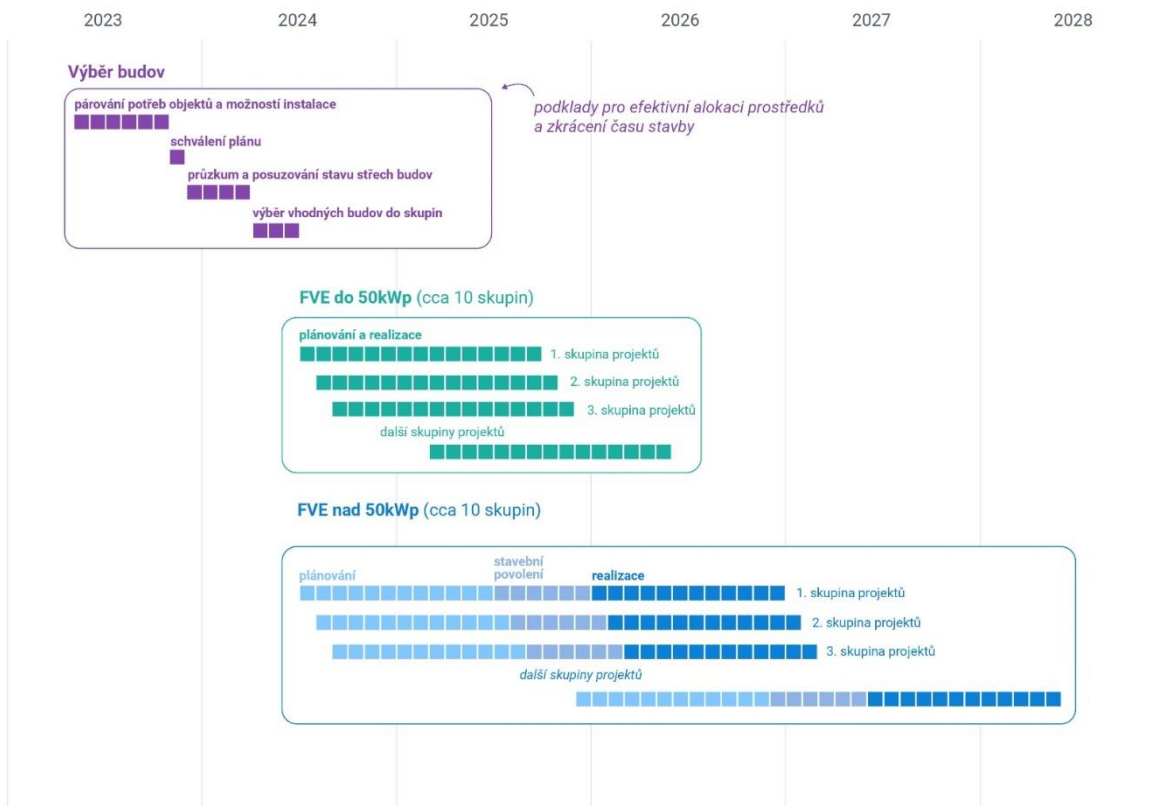 2023 2024 2025 2026 2027 2028
Výběr budov
párování potřeb objektů a možností instalace
podklady pro efektivní alokaci prostředků
a zkrácení času stavby
schválení plánu
průzkum a posuzování stavu střech budov
výběr vhodných budov do skupin
FVE do 50kWp (cca 10 skupin)
plánování a realizace
1. skupina projektů
2. skupina projektů
3. skupina projektů
další skupiny projektů
FVE nad 50kWp (cca 10 skupin)
plánování
stavební
povolení
realizace
1. skupina projektů
2. skupina projektů
3. skupina projektů
další skupiny projektů